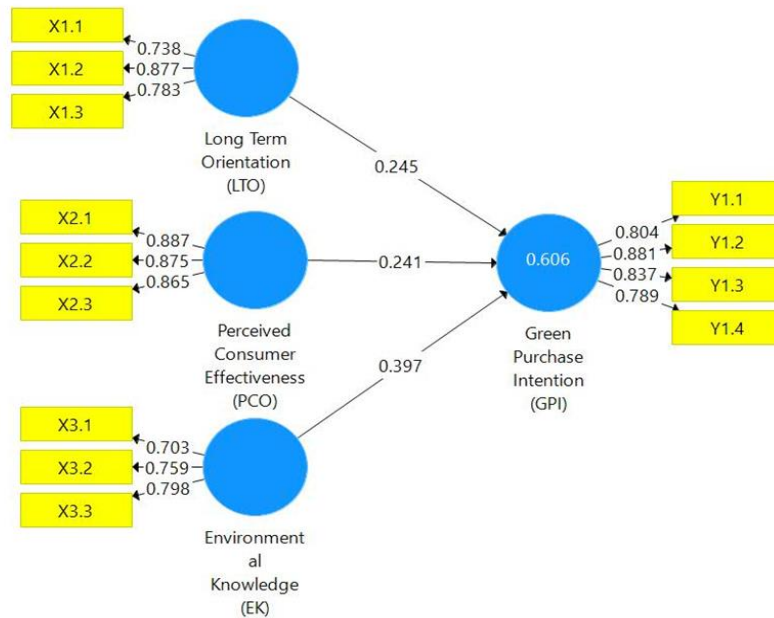 X1.1
X1.2
X1.3
0.738
0.877
0.783
Long Term
Orientation
(LTO)
0.245
X2.1
X2.2
X2.3
0.887
0.875
0.865
Perceived
Consumer
Effectiveness
(PCO)
0.241
X3.1
X3.2
X3.3
0.703
0.759
0.798
Environment
al
Knowledge
(EK)
0.397
0.606
Green
Purchase
Intention
(GPI)
0.804
0.881
0.837
0.789
Y1.1
Y1.2
Y1.3
Y1.4